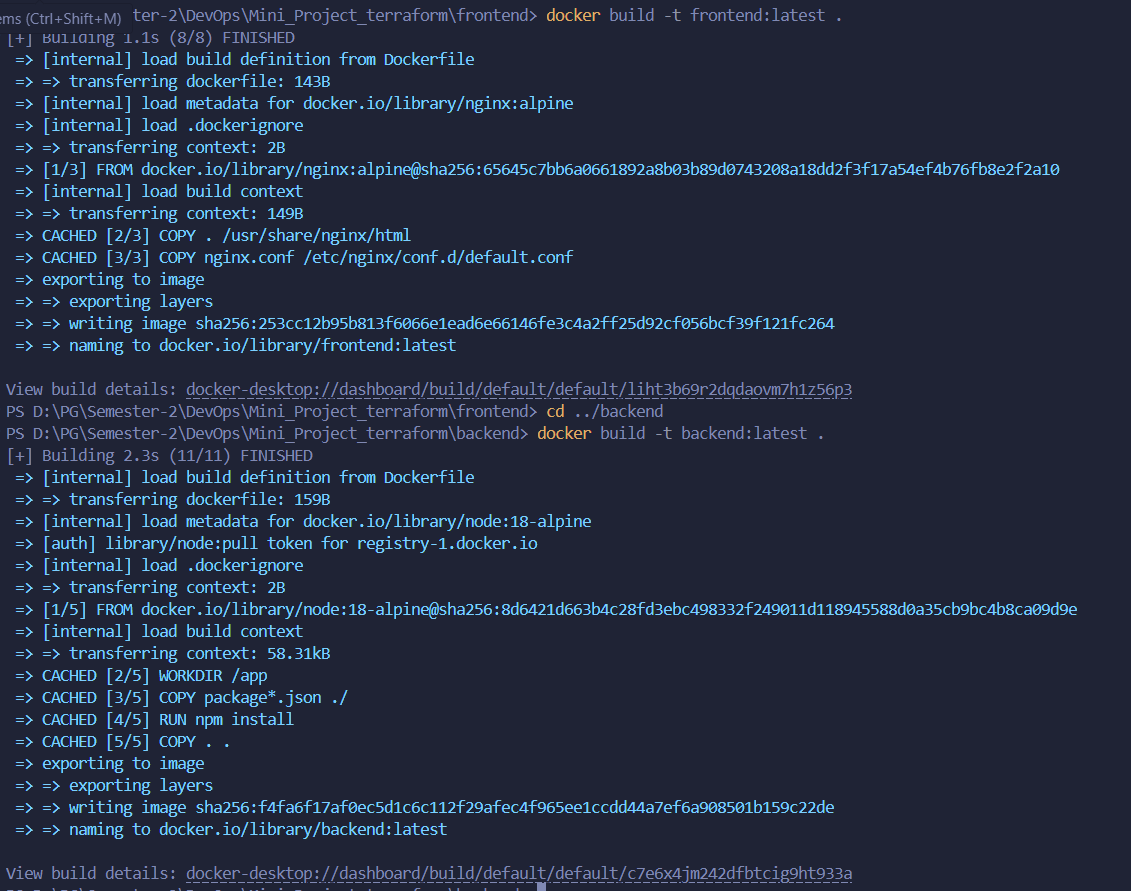 ems (Ctrl+Shift+M) ter-2\DevOps\Mini_Project_terraform\frontend> docker build -t frontend:latest .
[+] Building 1.1s (8/8) FINISHED
=> [internal] load build definition from Dockerfile
=> => transferring dockerfile: 143B
=> [internal] load metadata for docker.io/library/nginx:alpine
=> [internal] load .dockerignore
=> => transferring context: 2B
=> [1/3] FROM docker.io/library/nginx:alpine@sha256:65645c7bb6a0661892a8b03b89d0743208a18dd2f3f17a54ef4b76fb8e2f2a10
=> [internal] load build context
=> => transferring context: 149B
=> CACHED [2/3] COPY . /usr/share/nginx/html
=> CACHED [3/3] COPY nginx.conf /etc/nginx/conf.d/default.conf
=> exporting to image
=> => exporting layers
=> => writing image sha256:253cc12b95b813f6066e1ead6e66146fe3c4a2ff25d92cf056bcf39f121fc264
=> => naming to docker.io/library/frontend:latest
View build details: docker-desktop://dashboard/build/default/default/liht3b69r2dqdaovm7h1z56p3
PS D:\PG\Semester-2\DevOps\Mini_Project_terraform\frontend> cd ../backend
PS D:\PG\Semester-2\DevOps\Mini_Project_terraform\backend> docker build -t backend:latest .
[+] Building 2.3s (11/11) FINISHED
=> [internal] load build definition from Dockerfile
=> => transferring dockerfile: 159B
=> [internal] load metadata for docker.io/library/node:18-alpine
=> [auth] library/node:pull token for registry-1.docker.io
=> [internal] load .dockerignore
=> => transferring context: 2B
=> [1/5] FROM docker.io/library/node:18-alpine@sha256:8d6421d663b4c28fd3ebc498332f249011d118945588d0a35cb9bc4b8ca09d9e
=> [internal] load build context
=> => transferring context: 58.31kB
=> CACHED [2/5] WORKDIR /app
=> CACHED [3/5] COPY package*.json ./
=> CACHED [4/5] RUN npm install
=> CACHED [5/5] COPY . .
=> exporting to image
=> => exporting layers
=> => writing image sha256:f4fa6f17af0ec5d1c6c112f29afec4f965ee1ccdd44a7ef6a908501b159c22de
=> => naming to docker.io/library/backend:latest
View build details: docker-desktop://dashboard/build/default/default/c7e6x4jm242dfbtcig9ht933a